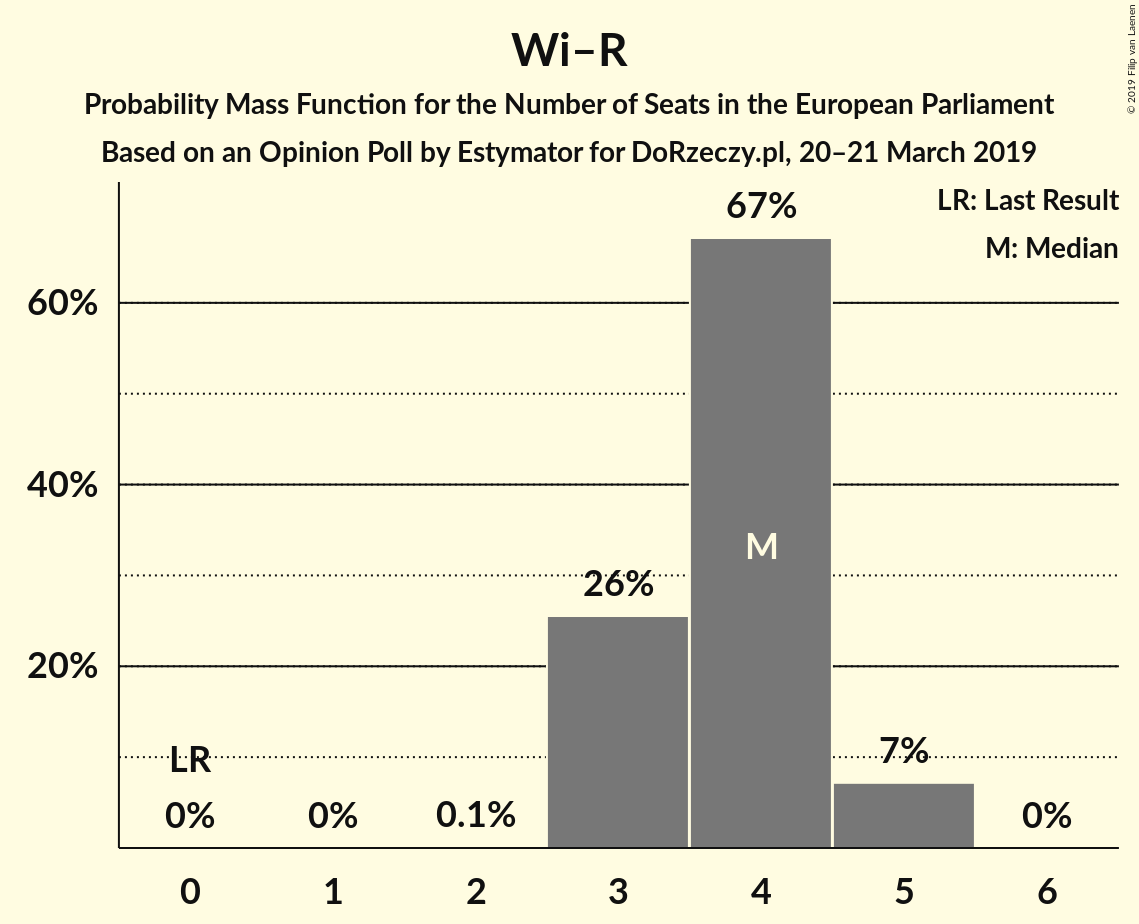 Wi–R
Probability Mass Function for the Number of Seats in the European Parliament
Based on an Opinion Poll by Estymator for DoRzeczy.pl, 20–21 March 2019
© 2019 Filip van Laenen
LR: Last Result
M: Median
67%
60%
40%
M
26%
20%
LR
7%
0%
0%
0.1%
0%
0
1
2
3
4
5
6